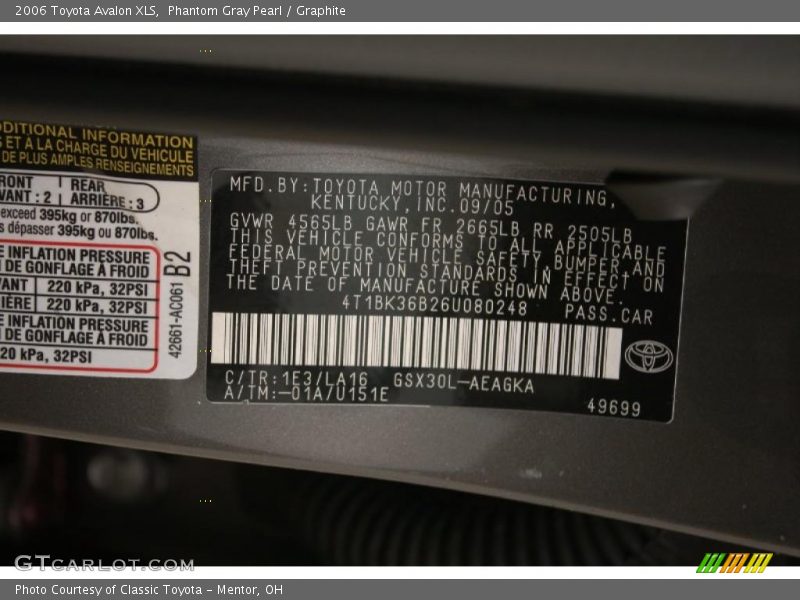 2006 Toyota Avalon XLS,  Phantom Gray Pearl / Graphite
DDITIONAL INFORMATION
ET À LA CHARGE DU VEHICULE
DE PLUS AMPLES RENSEIGNEMENTS
RONT | REAR
VANT : 2 | ARRIÈRE : 3
exceed 395kg or 870lbs.
dépasser 395kg ou 870lbs.
E INFLATION PRESSURE
DE GONFLAGE À FROID
VANT 220 kPa, 32PSI
IÈRE 220 kPa, 32PSI
E INFLATION PRESSURE
DE GONFLAGE À FROID
20 kPa, 32PSI
42661-AC061 B2
MFD. BY: TOYOTA MOTOR MANUFACTURING,
KENTUCKY, INC. 09/05
GVWR 4565LB GAWR FR 2665LB RR 2505LB
THIS VEHICLE CONFORMS TO ALL APPLICABLE
FEDERAL MOTOR VEHICLE SAFETY, BUMPER AND
THEFT PREVENTION STANDARDS IN EFFECT ON
THE DATE OF MANUFACTURE SHOWN ABOVE.
4T1BK36B26U080248 PASS.CAR
TOYOTA
C/TR: 1E3/LA16 GSX30L-AEAGKA
A/TM:-01A/U151E
49699
GTCARLOT.COM
Photo Courtesy of Classic Toyota - Mentor, OH